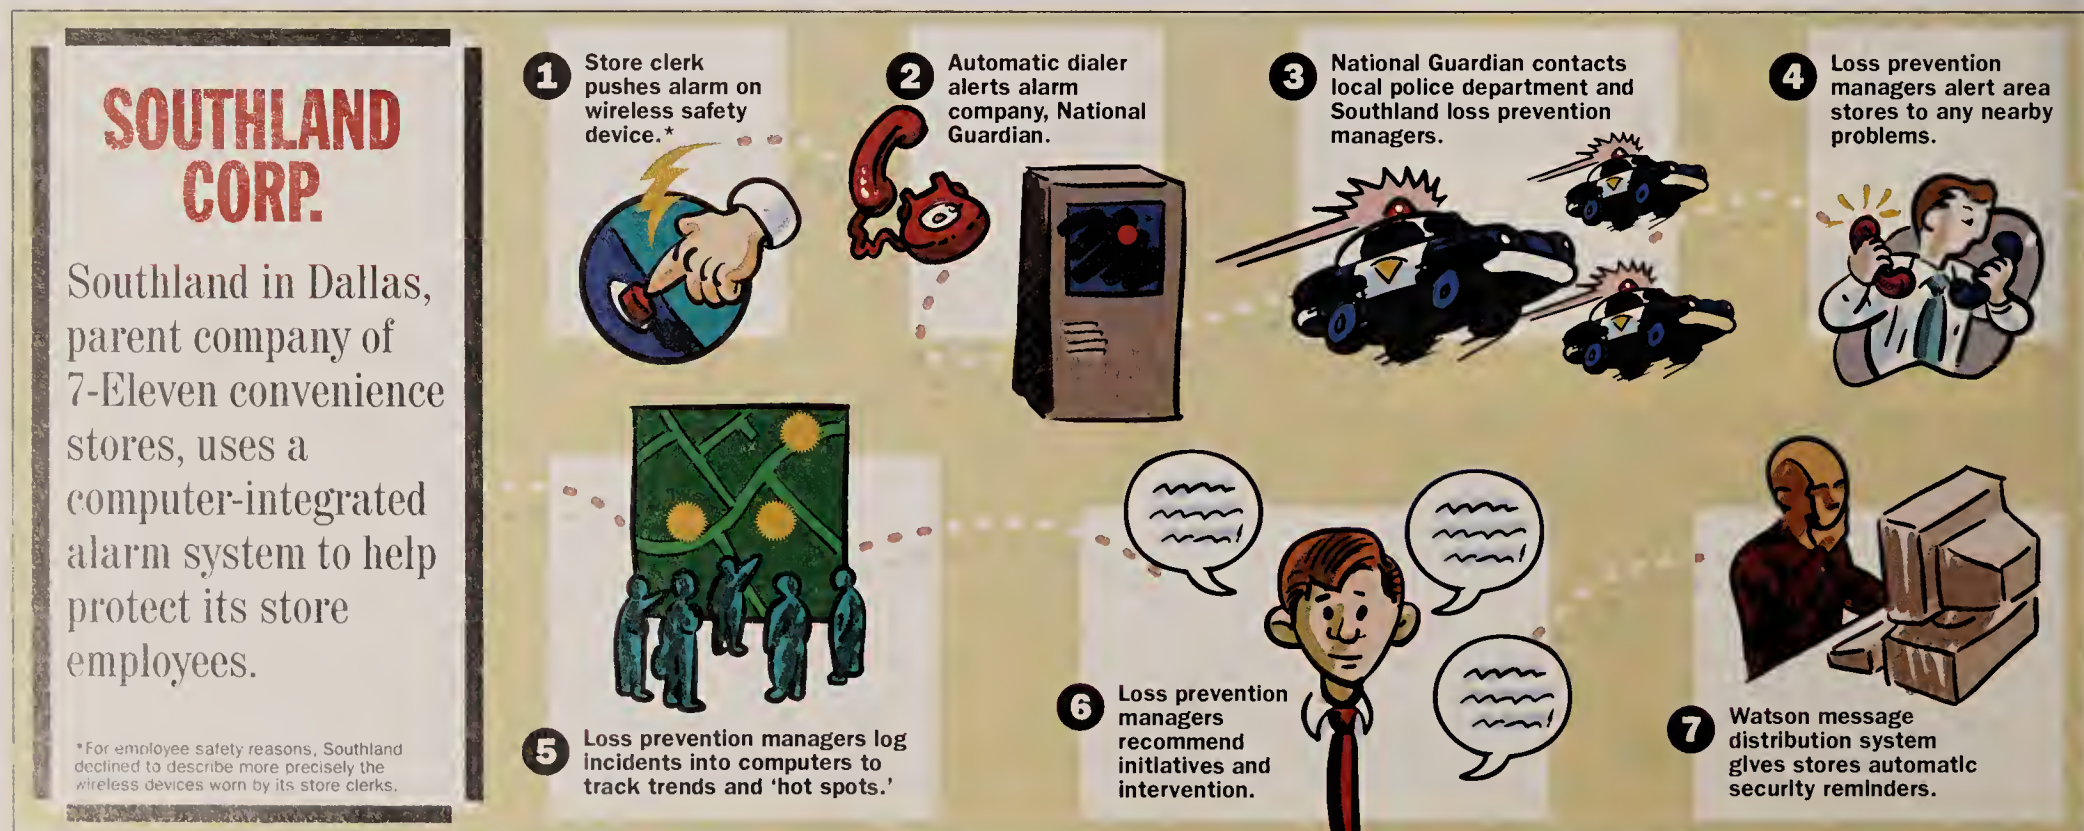 SOUTHLAND
CORP.
Southland in Dallas,
parent company of
7-Eleven convenience
stores, uses a
computer-integrated
alarm system to help
protect its store
employees.
*For employee safety reasons, Southland
declined to describe more precisely the
wireless devices worn by its store clerks.
1 Store clerk
pushes alarm on
wireless safety
device.*
2 Automatic dialer
alerts alarm
company, National
Guardian.
3 National Guardian contacts
local police department and
Southland loss prevention
managers.
4 Loss prevention
managers alert area
stores to any nearby
problems.
5 Loss prevention managers log
incidents into computers to
track trends and ‘hot spots.’
6 Loss prevention
managers
recommend
initiatives and
intervention.
7 Watson message
distribution system
gives stores automatic
security reminders.